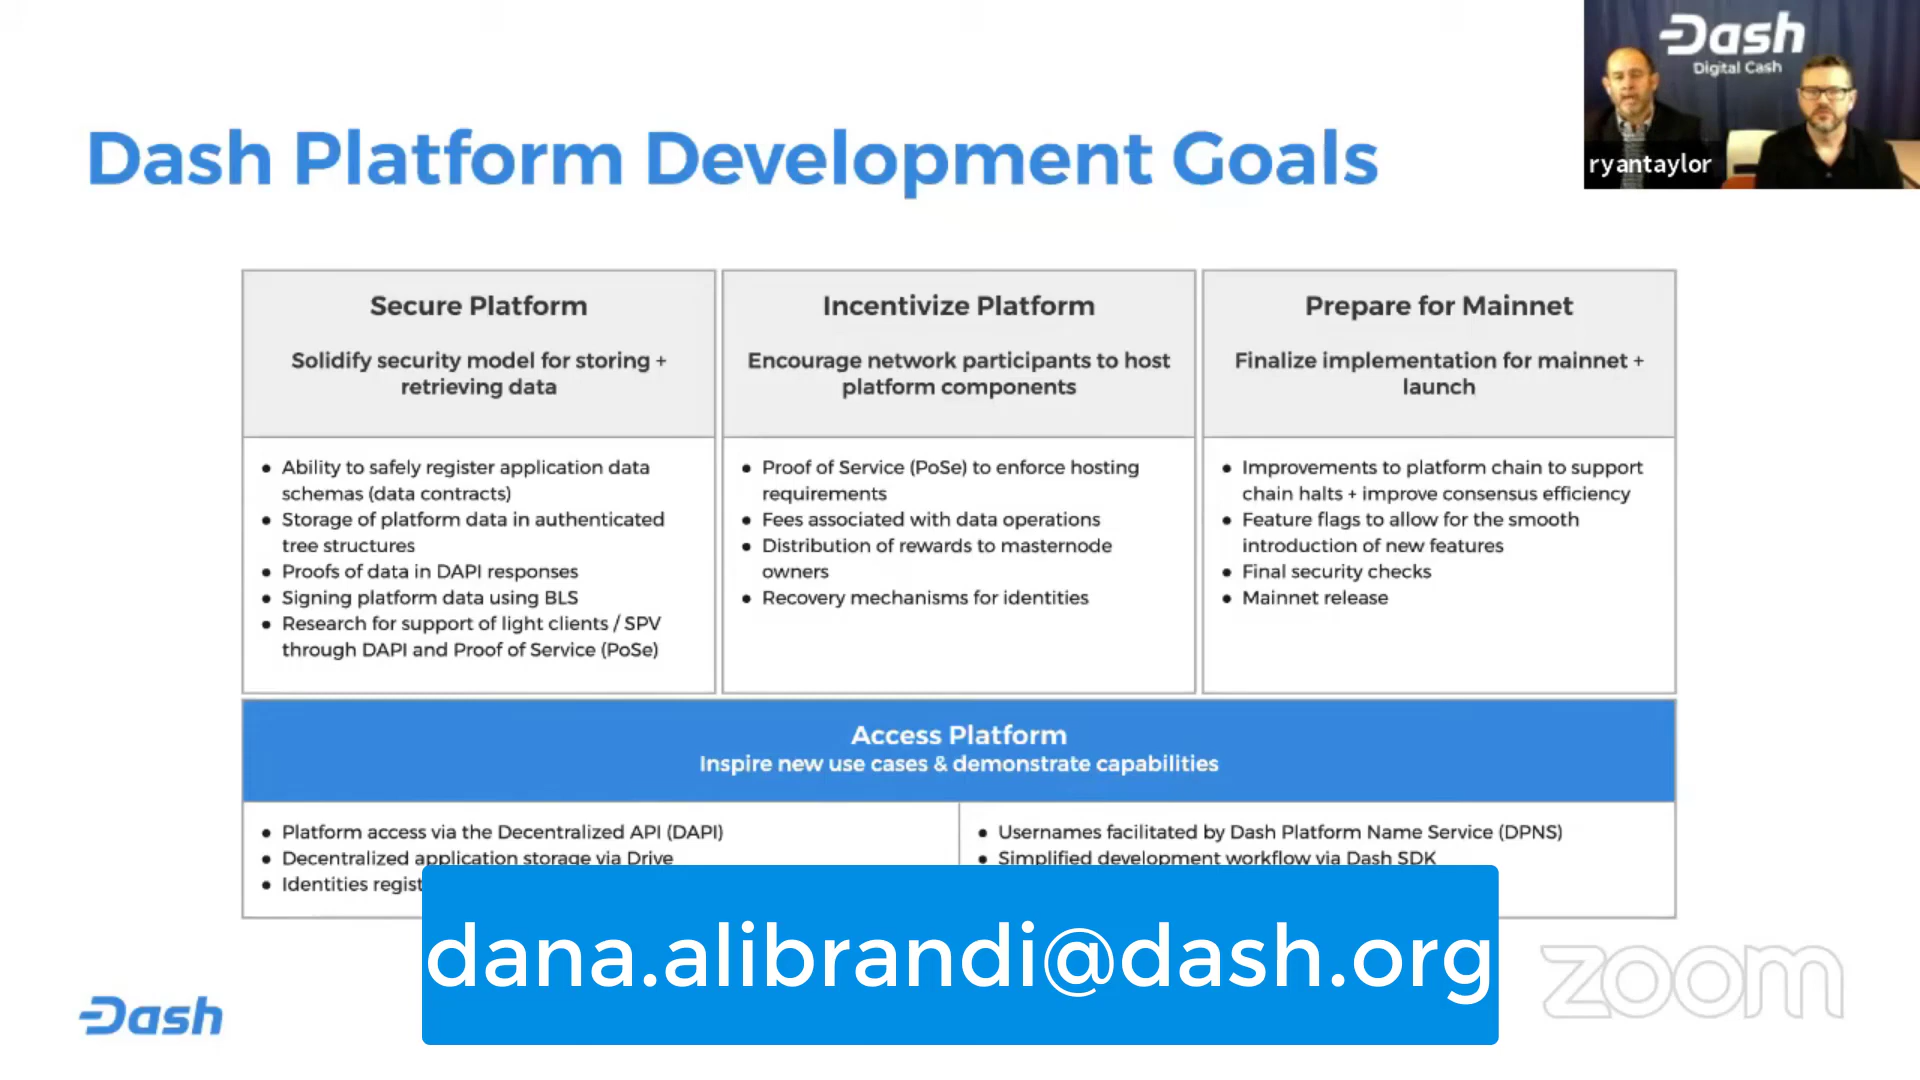 Dash
Digital Cash
ryantaylor
Dash Platform Development Goals
Secure Platform
Solidify security model for storing +
retrieving data
● Ability to safely register application data
schemas (data contracts)
● Storage of platform data in authenticated
tree structures
● Proofs of data in DAPI responses
● Signing platform data using BLS
● Research for support of light clients / SPV
through DAPI and Proof of Service (PoSe)
Incentivize Platform
Encourage network participants to host
platform components
● Proof of Service (PoSe) to enforce hosting
requirements
● Fees associated with data operations
● Distribution of rewards to masternode
owners
● Recovery mechanisms for identities
Prepare for Mainnet
Finalize implementation for mainnet +
launch
● Improvements to platform chain to support
chain halts + improve consensus efficiency
● Feature flags to allow for the smooth
introduction of new features
● Final security checks
● Mainnet release
Access Platform
Inspire new use cases & demonstrate capabilities
● Platform access via the Decentralized API (DAPI)
● Decentralized application storage via Drive
● Identities
● Usernames facilitated by Dash Platform Name Service (DPNS)
● Simplified development workflow via Dash SDK
dana.alibrandi@dash.org
Dash
zoom